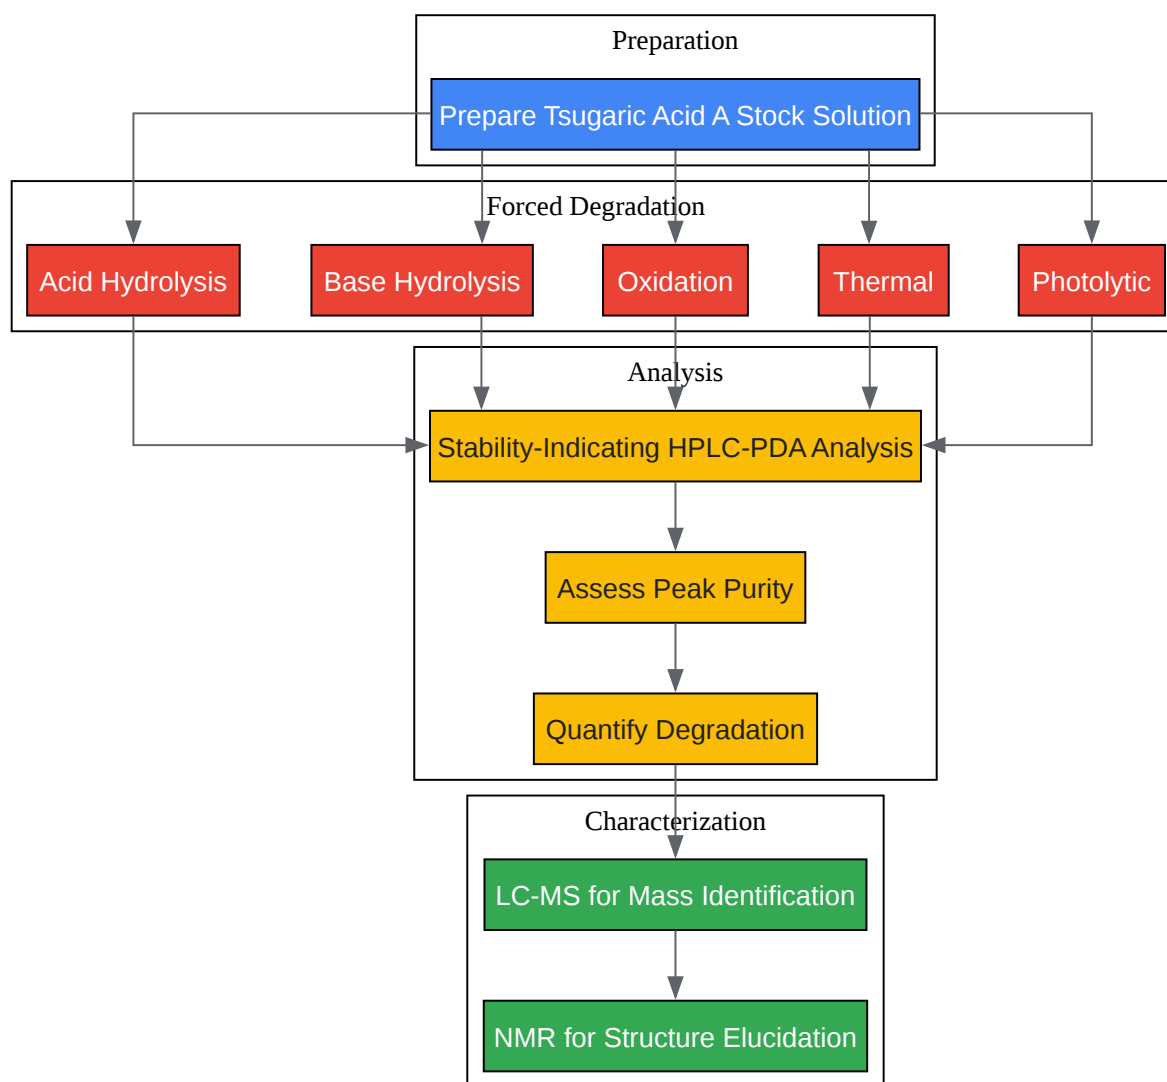 Preparation
Prepare Tsugaric Acid A Stock Solution
Forced Degradation
Acid Hydrolysis
Base Hydrolysis
Oxidation
Thermal
Photolytic
Analysis
Stability-Indicating HPLC-PDA Analysis
Assess Peak Purity
Quantify Degradation
Characterization
LC-MS for Mass Identification
NMR for Structure Elucidation